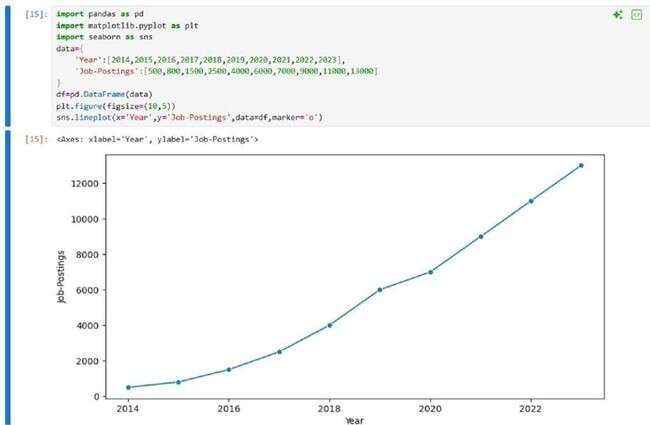 [15]:
import pandas as pd
import matplotlib.pyplot as plt
import seaborn as sns
data={
    'Year':[2014,2015,2016,2017,2018,2019,2020,2021,2022,2023],
    'Job-Postings':[500,800,1500,2500,4000,6000,7000,9000,11000,13000]
}
df=pd.DataFrame(data)
plt.figure(figsize=(10,5))
sns.lineplot(x='Year',y='Job-Postings',data=df,marker='o')
[15]:
<Axes: xlabel='Year', ylabel='Job-Postings'>
12000
10000
8000
6000
4000
2000
0
Job-Postings
2014 2016 2018 2020 2022
Year